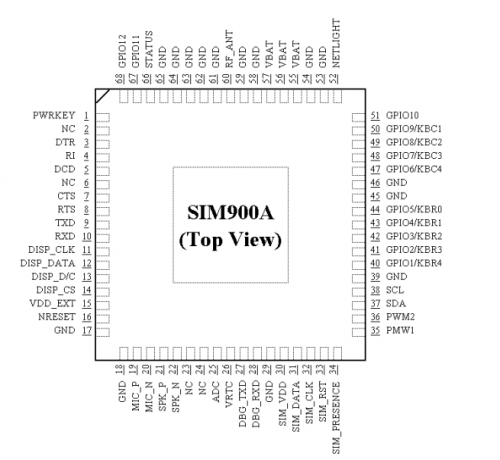 68 GPIO12
67 GPIO11
66 STATUS
65 GND
64 GND
63 GND
62 GND
61 GND
60 RF_ANT
59 GND
58 GND
57 VBAT
56 VBAT
55 VBAT
54 GND
53 GND
52 NETLIGHT
PWRKEY 1
NC 2
DTR 3
RI 4
DCD 5
NC 6
CTS 7
RTS 8
TXD 9
RXD 10
DISP_CLK 11
DISP_DATA 12
DISP_D/C 13
DISP_CS 14
VDD_EXT 15
NRESET 16
GND 17
SIM900A
(Top View)
51 GPIO10
50 GPIO9/KBC1
49 GPIO8/KBC2
48 GPIO7/KBC3
47 GPIO6/KBC4
46 GND
45 GND
44 GPIO5/KBR0
43 GPIO4/KBR1
42 GPIO3/KBR2
41 GPIO2/KBR3
40 GPIO1/KBR4
39 GND
38 SCL
37 SDA
36 PWM2
35 PMW1
18 GND
19 MIC_P
20 MIC_N
21 SPK_P
22 SPK_N
23 NC
24 NC
25 ADC
26 VRTC
27 DBG_TXD
28 DBG_RXD
29 GND
30 SIM_VDD
31 SIM_DATA
32 SIM_CLK
33 SIM_RST
34 SIM_PRESENCE